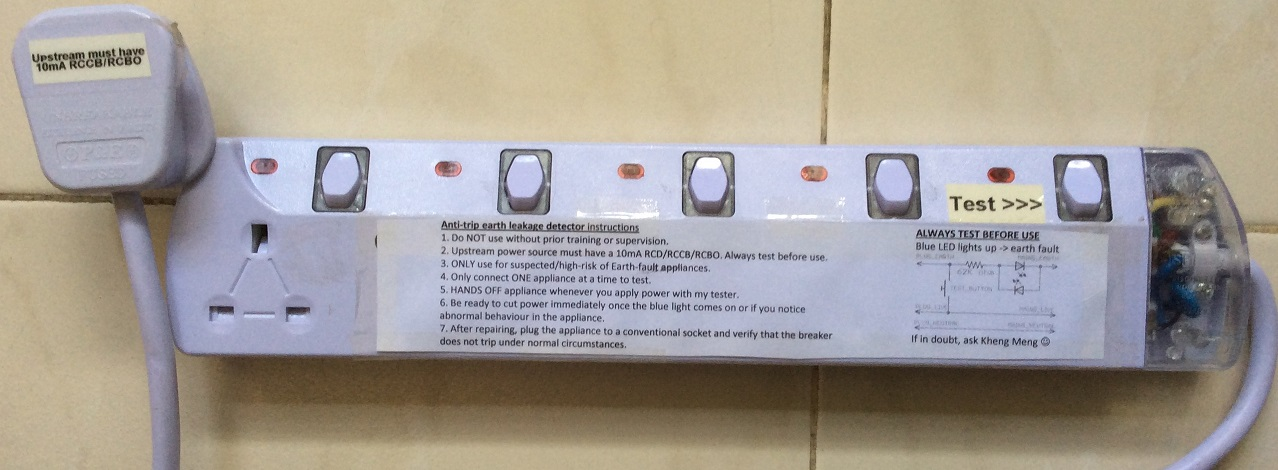 Upstream must have
10mA RCCB/RCBO
Test >>>
Anti-trip earth leakage detector instructions
1. Do NOT use without prior training or supervision.
2. Upstream power source must have a 10mA RCD/RCCB/RCBO. Always test before use.
3. ONLY use for suspected/high-risk of Earth-fault appliances.
4. Only connect ONE appliance at a time to test.
5. HANDS OFF appliance whenever you apply power with my tester.
6. Be ready to cut power immediately once the blue light comes on or if you notice
abnormal behaviour in the appliance.
7. After repairing, plug the appliance to a conventional socket and verify that the breaker
does not trip under normal circumstances.
ALWAYS TEST BEFORE USE
Blue LED lights up -> earth fault
62K ohm
TEST_BUTTON
If in doubt, ask Kheng Meng ☺